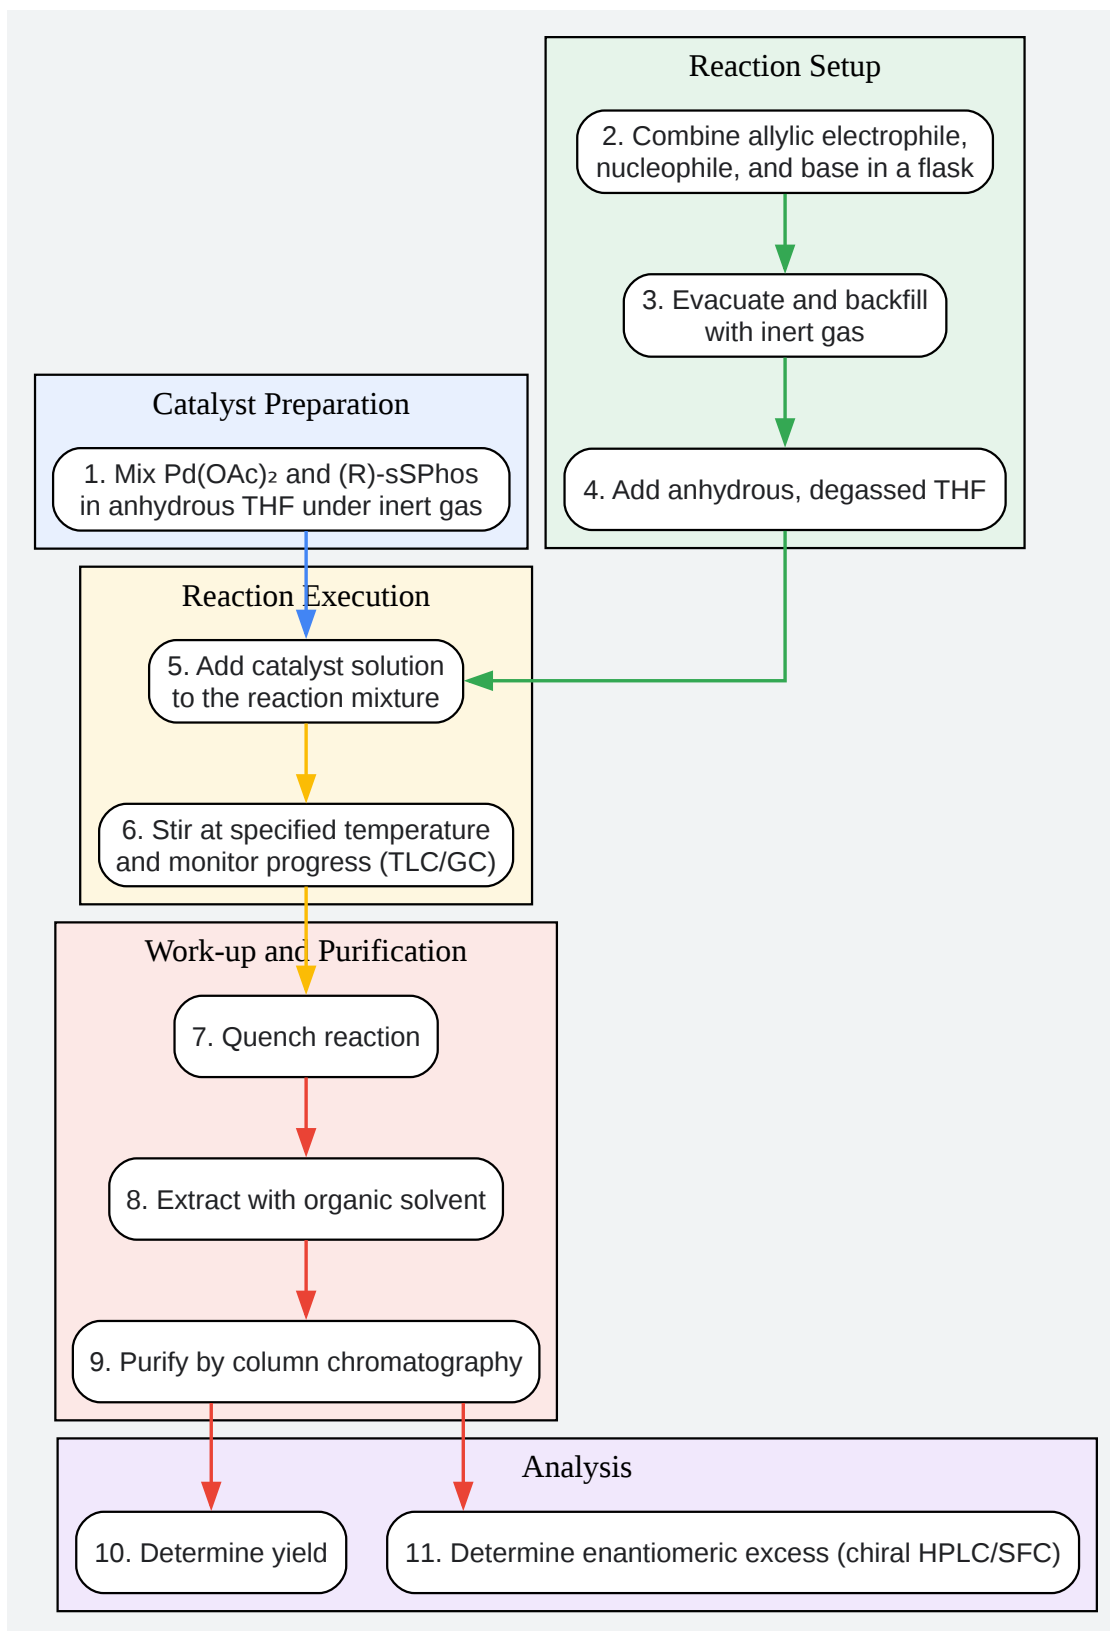 Reaction Setup
2. Combine allylic electrophile,
nucleophile, and base in a flask
3. Evacuate and backfill
with inert gas
4. Add anhydrous, degassed THF
Catalyst Preparation
1. Mix Pd(OAc)₂ and (R)-sSPhos
in anhydrous THF under inert gas
Reaction Execution
5. Add catalyst solution
to the reaction mixture
6. Stir at specified temperature
and monitor progress (TLC/GC)
Work-up and Purification
7. Quench reaction
8. Extract with organic solvent
9. Purify by column chromatography
Analysis
10. Determine yield
11. Determine enantiomeric excess (chiral HPLC/SFC)